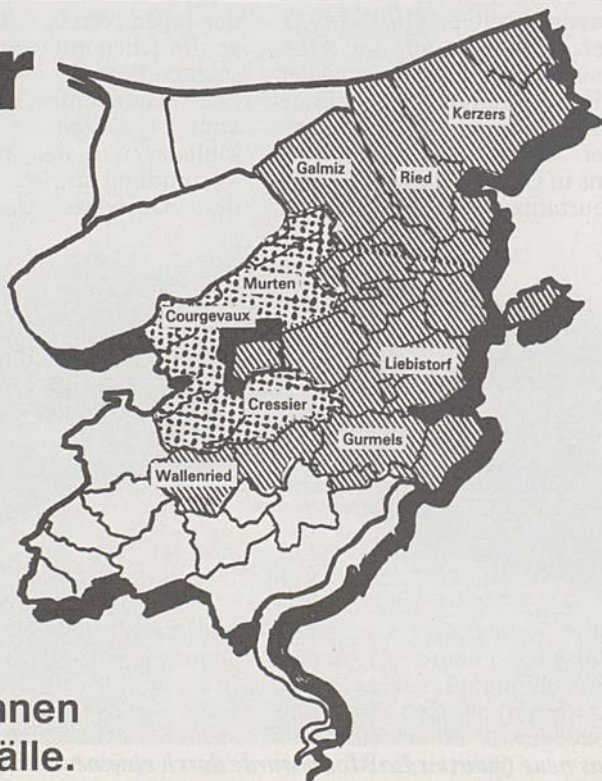 r
Kerzers
Galmiz
Ried
Murten
Courgevaux
Liebistorf
Cressier
Gurmels
Wallenried
nnen
älle.